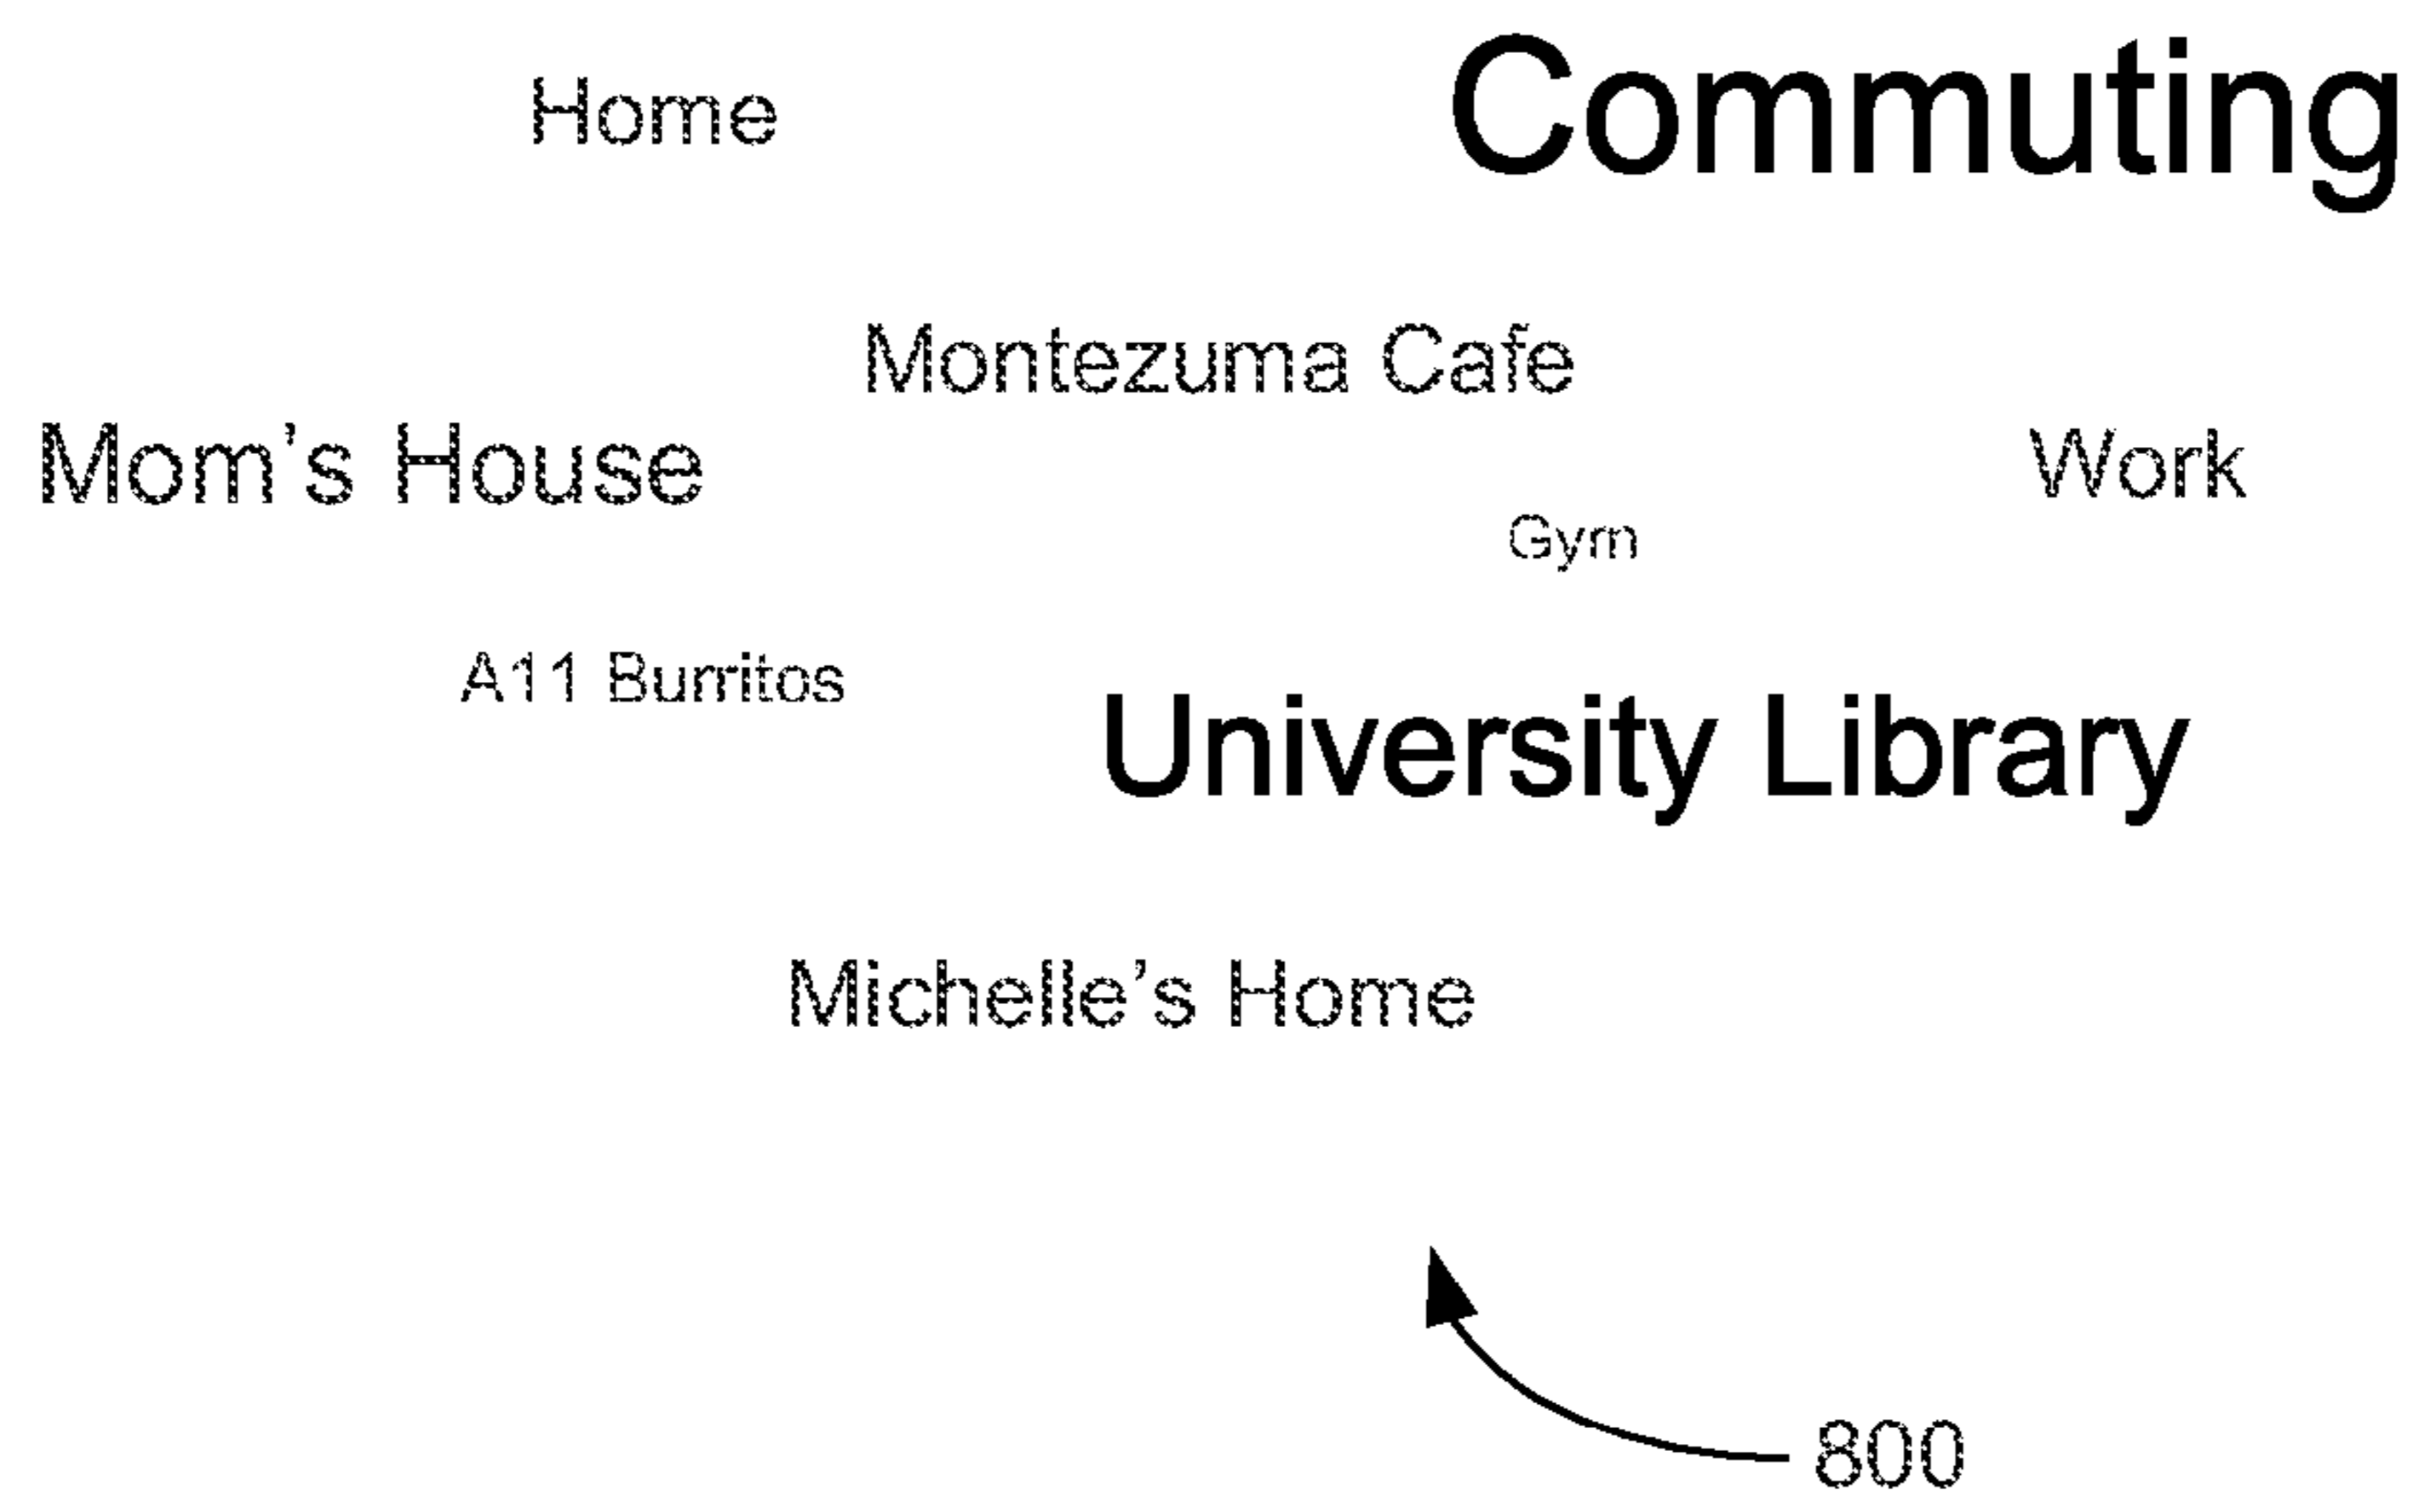 Home
Commuting
Montezuma Cafe
Mom's House
Work
Gym
A11 Burritos
University Library
Michelle's Home
800